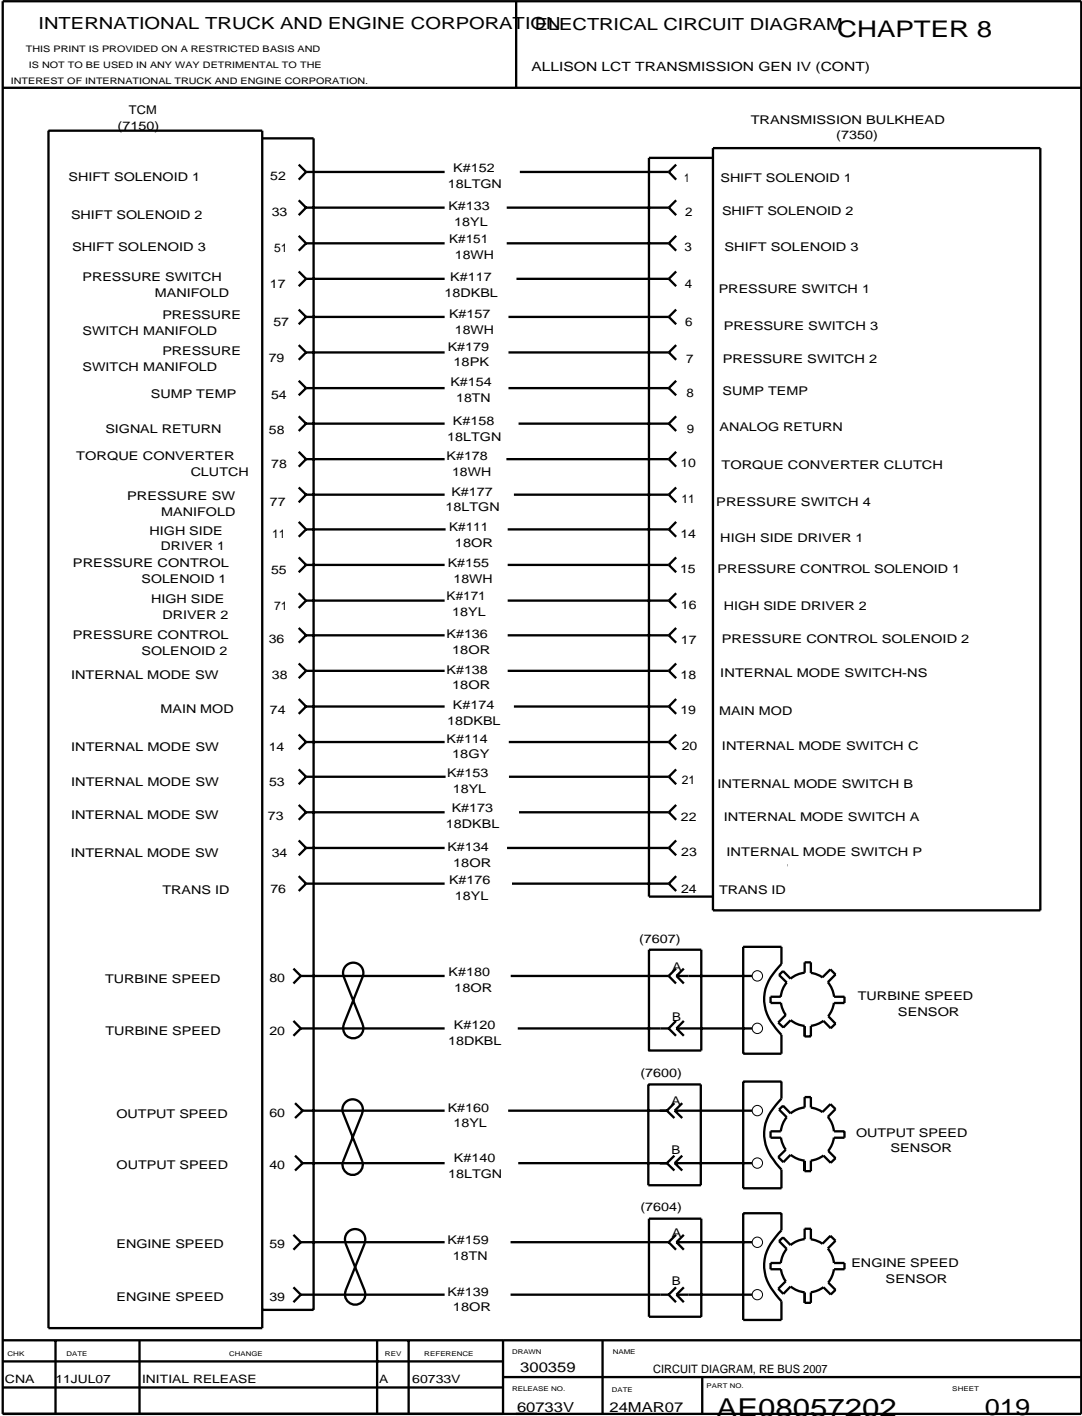 INTERNATIONAL TRUCK AND ENGINE CORPORATION
ELECTRICAL CIRCUIT DIAGRAM
CHAPTER 8
THIS PRINT IS PROVIDED ON A RESTRICTED BASIS AND
IS NOT TO BE USED IN ANY WAY DETRIMENTAL TO THE
INTEREST OF INTERNATIONAL TRUCK AND ENGINE CORPORATION.
ALLISON LCT TRANSMISSION GEN IV (CONT)
TCM
(7150)
TRANSMISSION BULKHEAD
(7350)
SHIFT SOLENOID 1 52 K#152 1 SHIFT SOLENOID 1
18LTGN
SHIFT SOLENOID 2 33 K#133 2 SHIFT SOLENOID 2
18YL
SHIFT SOLENOID 3 51 K#151 3 SHIFT SOLENOID 3
18WH
PRESSURE SWITCH
MANIFOLD 17 K#117 4 PRESSURE SWITCH 1
18DKBL
PRESSURE
SWITCH MANIFOLD 57 K#157 6 PRESSURE SWITCH 3
18WH
PRESSURE
SWITCH MANIFOLD 79 K#179 7 PRESSURE SWITCH 2
18PK
SUMP TEMP 54 K#154 8 SUMP TEMP
18TN
SIGNAL RETURN 58 K#158 9 ANALOG RETURN
18LTGN
TORQUE CONVERTER
CLUTCH 78 K#178 10 TORQUE CONVERTER CLUTCH
18WH
PRESSURE SW
MANIFOLD 77 K#177 11 PRESSURE SWITCH 4
18LTGN
HIGH SIDE
DRIVER 1 11 K#111 14 HIGH SIDE DRIVER 1
18OR
PRESSURE CONTROL
SOLENOID 1 55 K#155 15 PRESSURE CONTROL SOLENOID 1
18WH
HIGH SIDE
DRIVER 2 71 K#171 16 HIGH SIDE DRIVER 2
18YL
PRESSURE CONTROL
SOLENOID 2 36 K#136 17 PRESSURE CONTROL SOLENOID 2
18OR
INTERNAL MODE SW 38 K#138 18 INTERNAL MODE SWITCH-NS
18OR
MAIN MOD 74 K#174 19 MAIN MOD
18DKBL
INTERNAL MODE SW 14 K#114 20 INTERNAL MODE SWITCH C
18GY
INTERNAL MODE SW 53 K#153 21 INTERNAL MODE SWITCH B
18YL
INTERNAL MODE SW 73 K#173 22 INTERNAL MODE SWITCH A
18DKBL
INTERNAL MODE SW 34 K#134 23 INTERNAL MODE SWITCH P
18OR
TRANS ID 76 K#176 24 TRANS ID
18YL
(7607)
TURBINE SPEED 80 K#180 A
18OR
TURBINE SPEED
SENSOR
TURBINE SPEED 20 K#120 B
18DKBL
(7600)
OUTPUT SPEED 60 K#160 A
18YL
OUTPUT SPEED
SENSOR
OUTPUT SPEED 40 K#140 B
18LTGN
(7604)
ENGINE SPEED 59 K#159 A
18TN
ENGINE SPEED
SENSOR
ENGINE SPEED 39 K#139 B
18OR
CHK DATE CHANGE REV REFERENCE DRAWN NAME
300359 CIRCUIT DIAGRAM, RE BUS 2007
CNA 11JUL07 INITIAL RELEASE A 60733V
RELEASE NO. DATE PART NO. SHEET
60733V 24MAR07 AE08057202 019